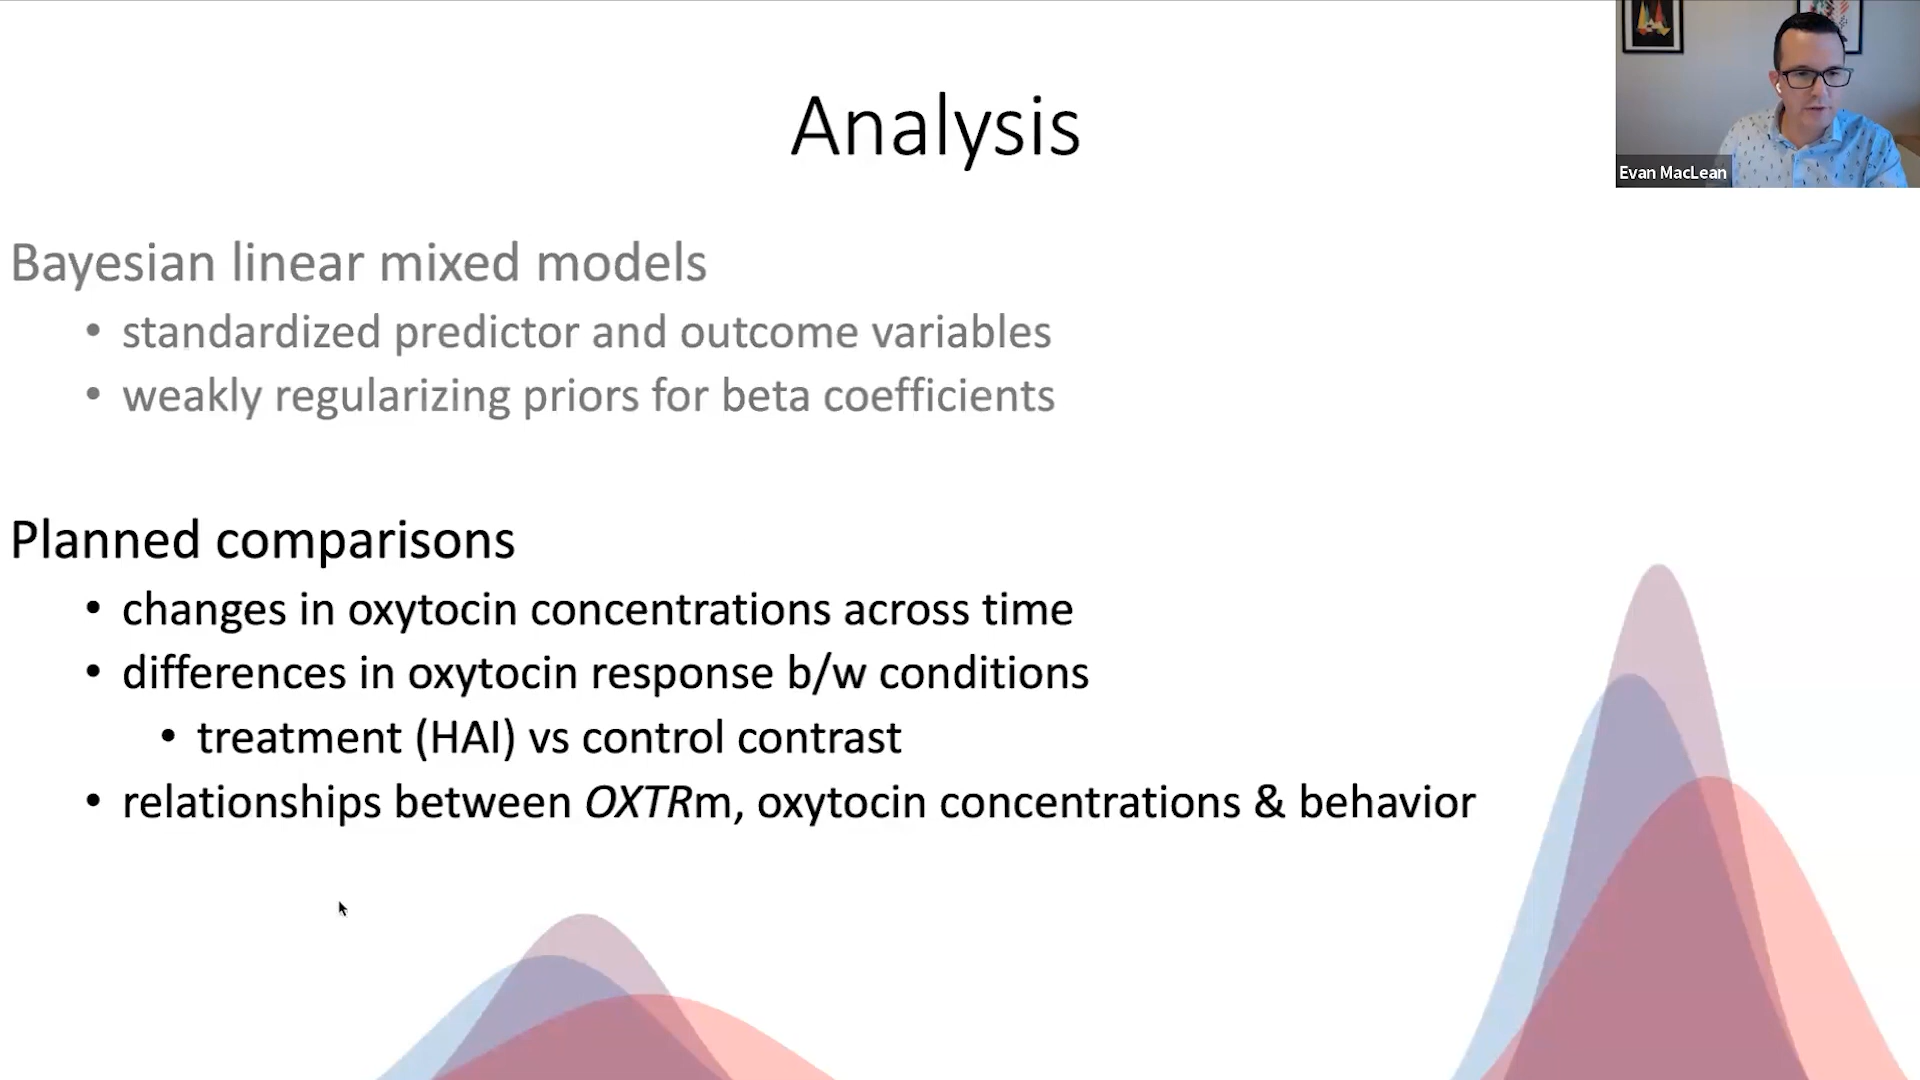 Analysis
Evan MacLean
Bayesian linear mixed models
• standardized predictor and outcome variables
• weakly regularizing priors for beta coefficients
Planned comparisons
• changes in oxytocin concentrations across time
• differences in oxytocin response b/w conditions
• treatment (HAI) vs control contrast
• relationships between OXTRm, oxytocin concentrations & behavior